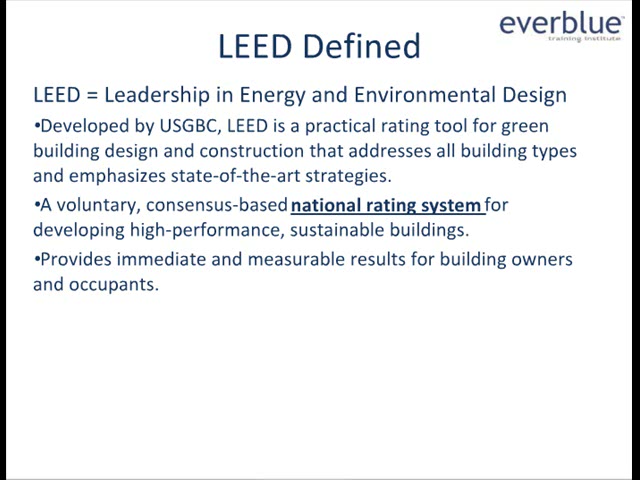 everblue
training institute
LEED Defined
LEED = Leadership in Energy and Environmental Design
•Developed by USGBC, LEED is a practical rating tool for green
building design and construction that addresses all building types
and emphasizes state-of-the-art strategies.
•A voluntary, consensus-based national rating system for
developing high-performance, sustainable buildings.
•Provides immediate and measurable results for building owners
and occupants.